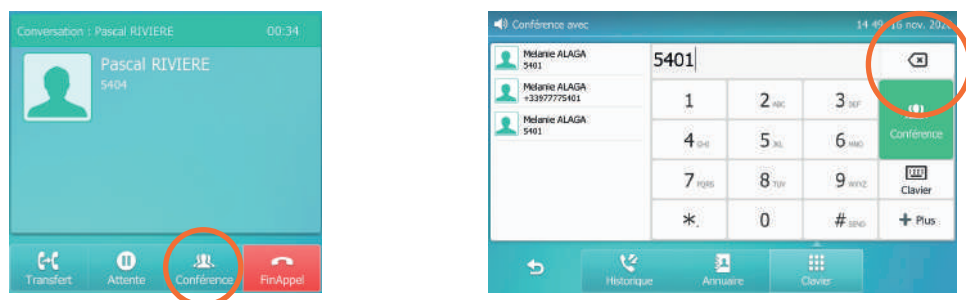 Conversation : Pascal RIVIERE 00:34
Pascal RIVIERE
5404
Transfert Attente Conférence FinAppel
Conférence avec 14 49 16 nov. 202
Melanie ALAGA
5401
Melanie ALAGA
+33977775401
Melanie ALAGA
5401
5401
1 2 ABC 3 DEF
4 GHI 5 JKL 6 MNO
7 PQRS 8 TUV 9 WXYZ
*. 0 # SEND
Conférence
Clavier
+ Plus
Historique Annuaire Clavier